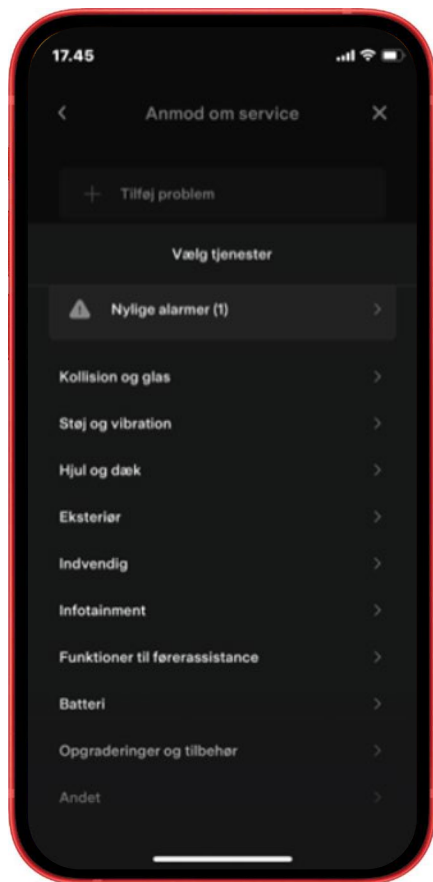 17.45
Anmod om service
Tilføj problem
Vælg tjenester
Nylige alarmer (1)
Kollision og glas
Støj og vibration
Hjul og dæk
Eksteriør
Indvendig
Infotainment
Funktioner til førerassistance
Batteri
Opgraderinger og tilbehør
Andet